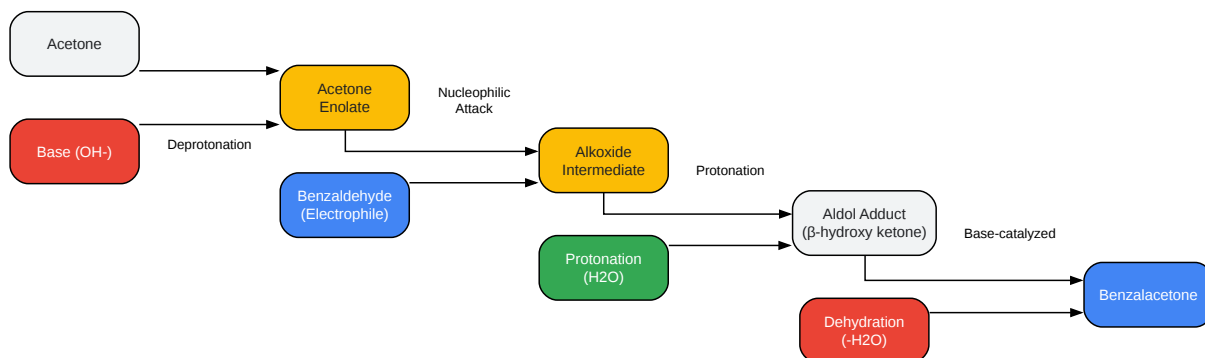 Acetone
Acetone
Enolate
Nucleophilic
Attack
Base (OH-)
Deprotonation
Alkoxide
Intermediate
Protonation
Benzaldehyde
(Electrophile)
Aldol Adduct
(β-hydroxy ketone)
Base-catalyzed
Protonation
(H2O)
Benzalacetone
Dehydration
(-H2O)